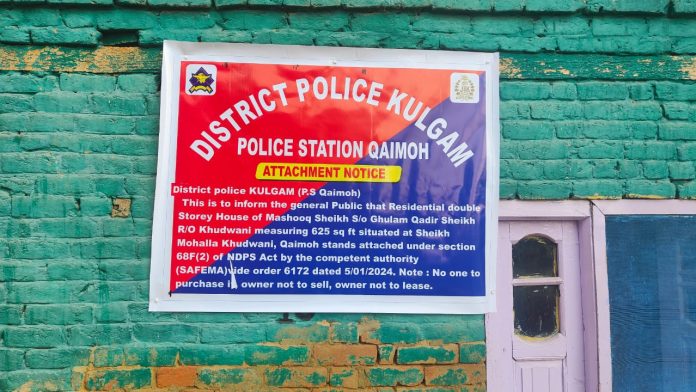 DISTRICT POLICE KULGAM
POLICE STATION QAIMOH
ATTACHMENT NOTICE
District police KULGAM (P.S Qaimoh)
This is to inform the general Public that Residential double
Storey House of Mashooq Sheikh S/o Ghulam Qadir Sheikh
R/O Khudwani measuring 625 sq ft situated at Sheikh
Mohalla Khudwani, Qaimoh stands attached under section
68F(2) of NDPS Act by the competent authority
(SAFEMA)vide order 6172 dated 5/01/2024. Note : No one to
purchase it, owner not to sell, owner not to lease.